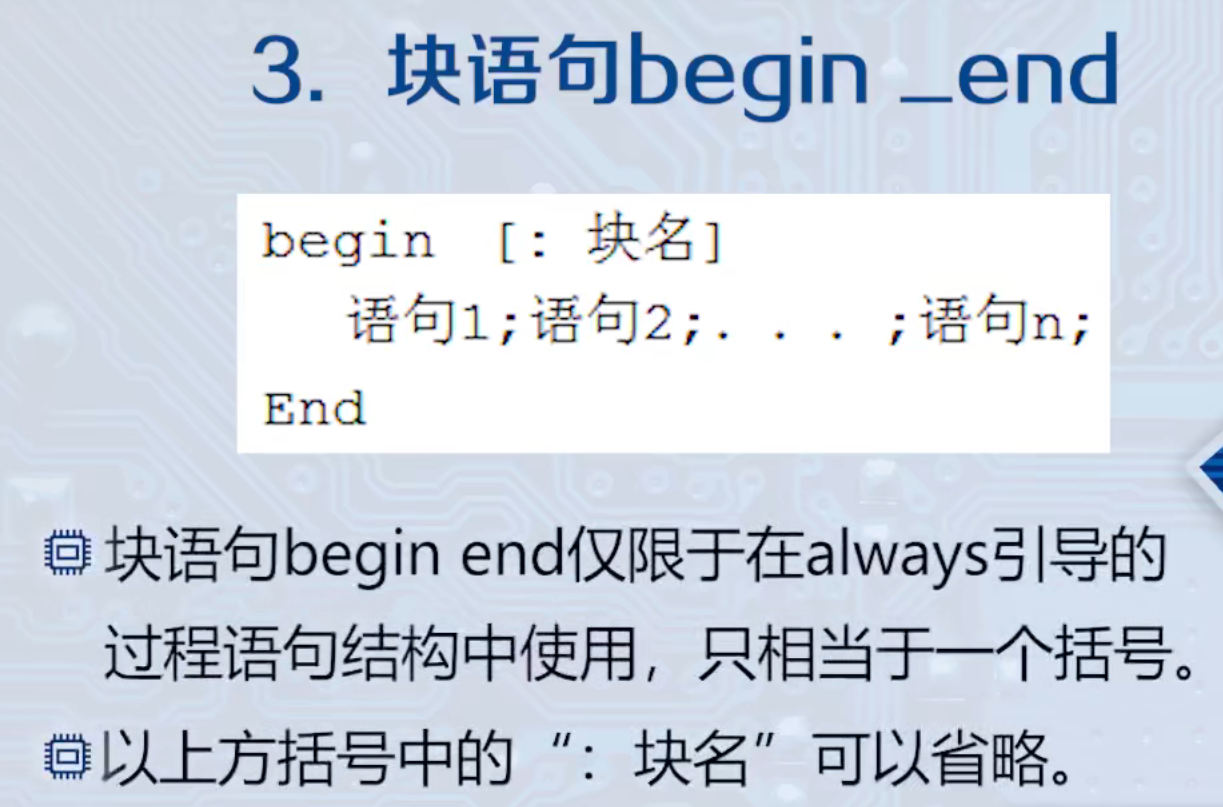 3. 块语句begin _end
begin [: 块名]
语句1;语句2;. . . ;语句n;
End
块语句begin end仅限于在always引导的
过程语句结构中使用，只相当于一个括号。
以上方括号中的“：块名”可以省略。